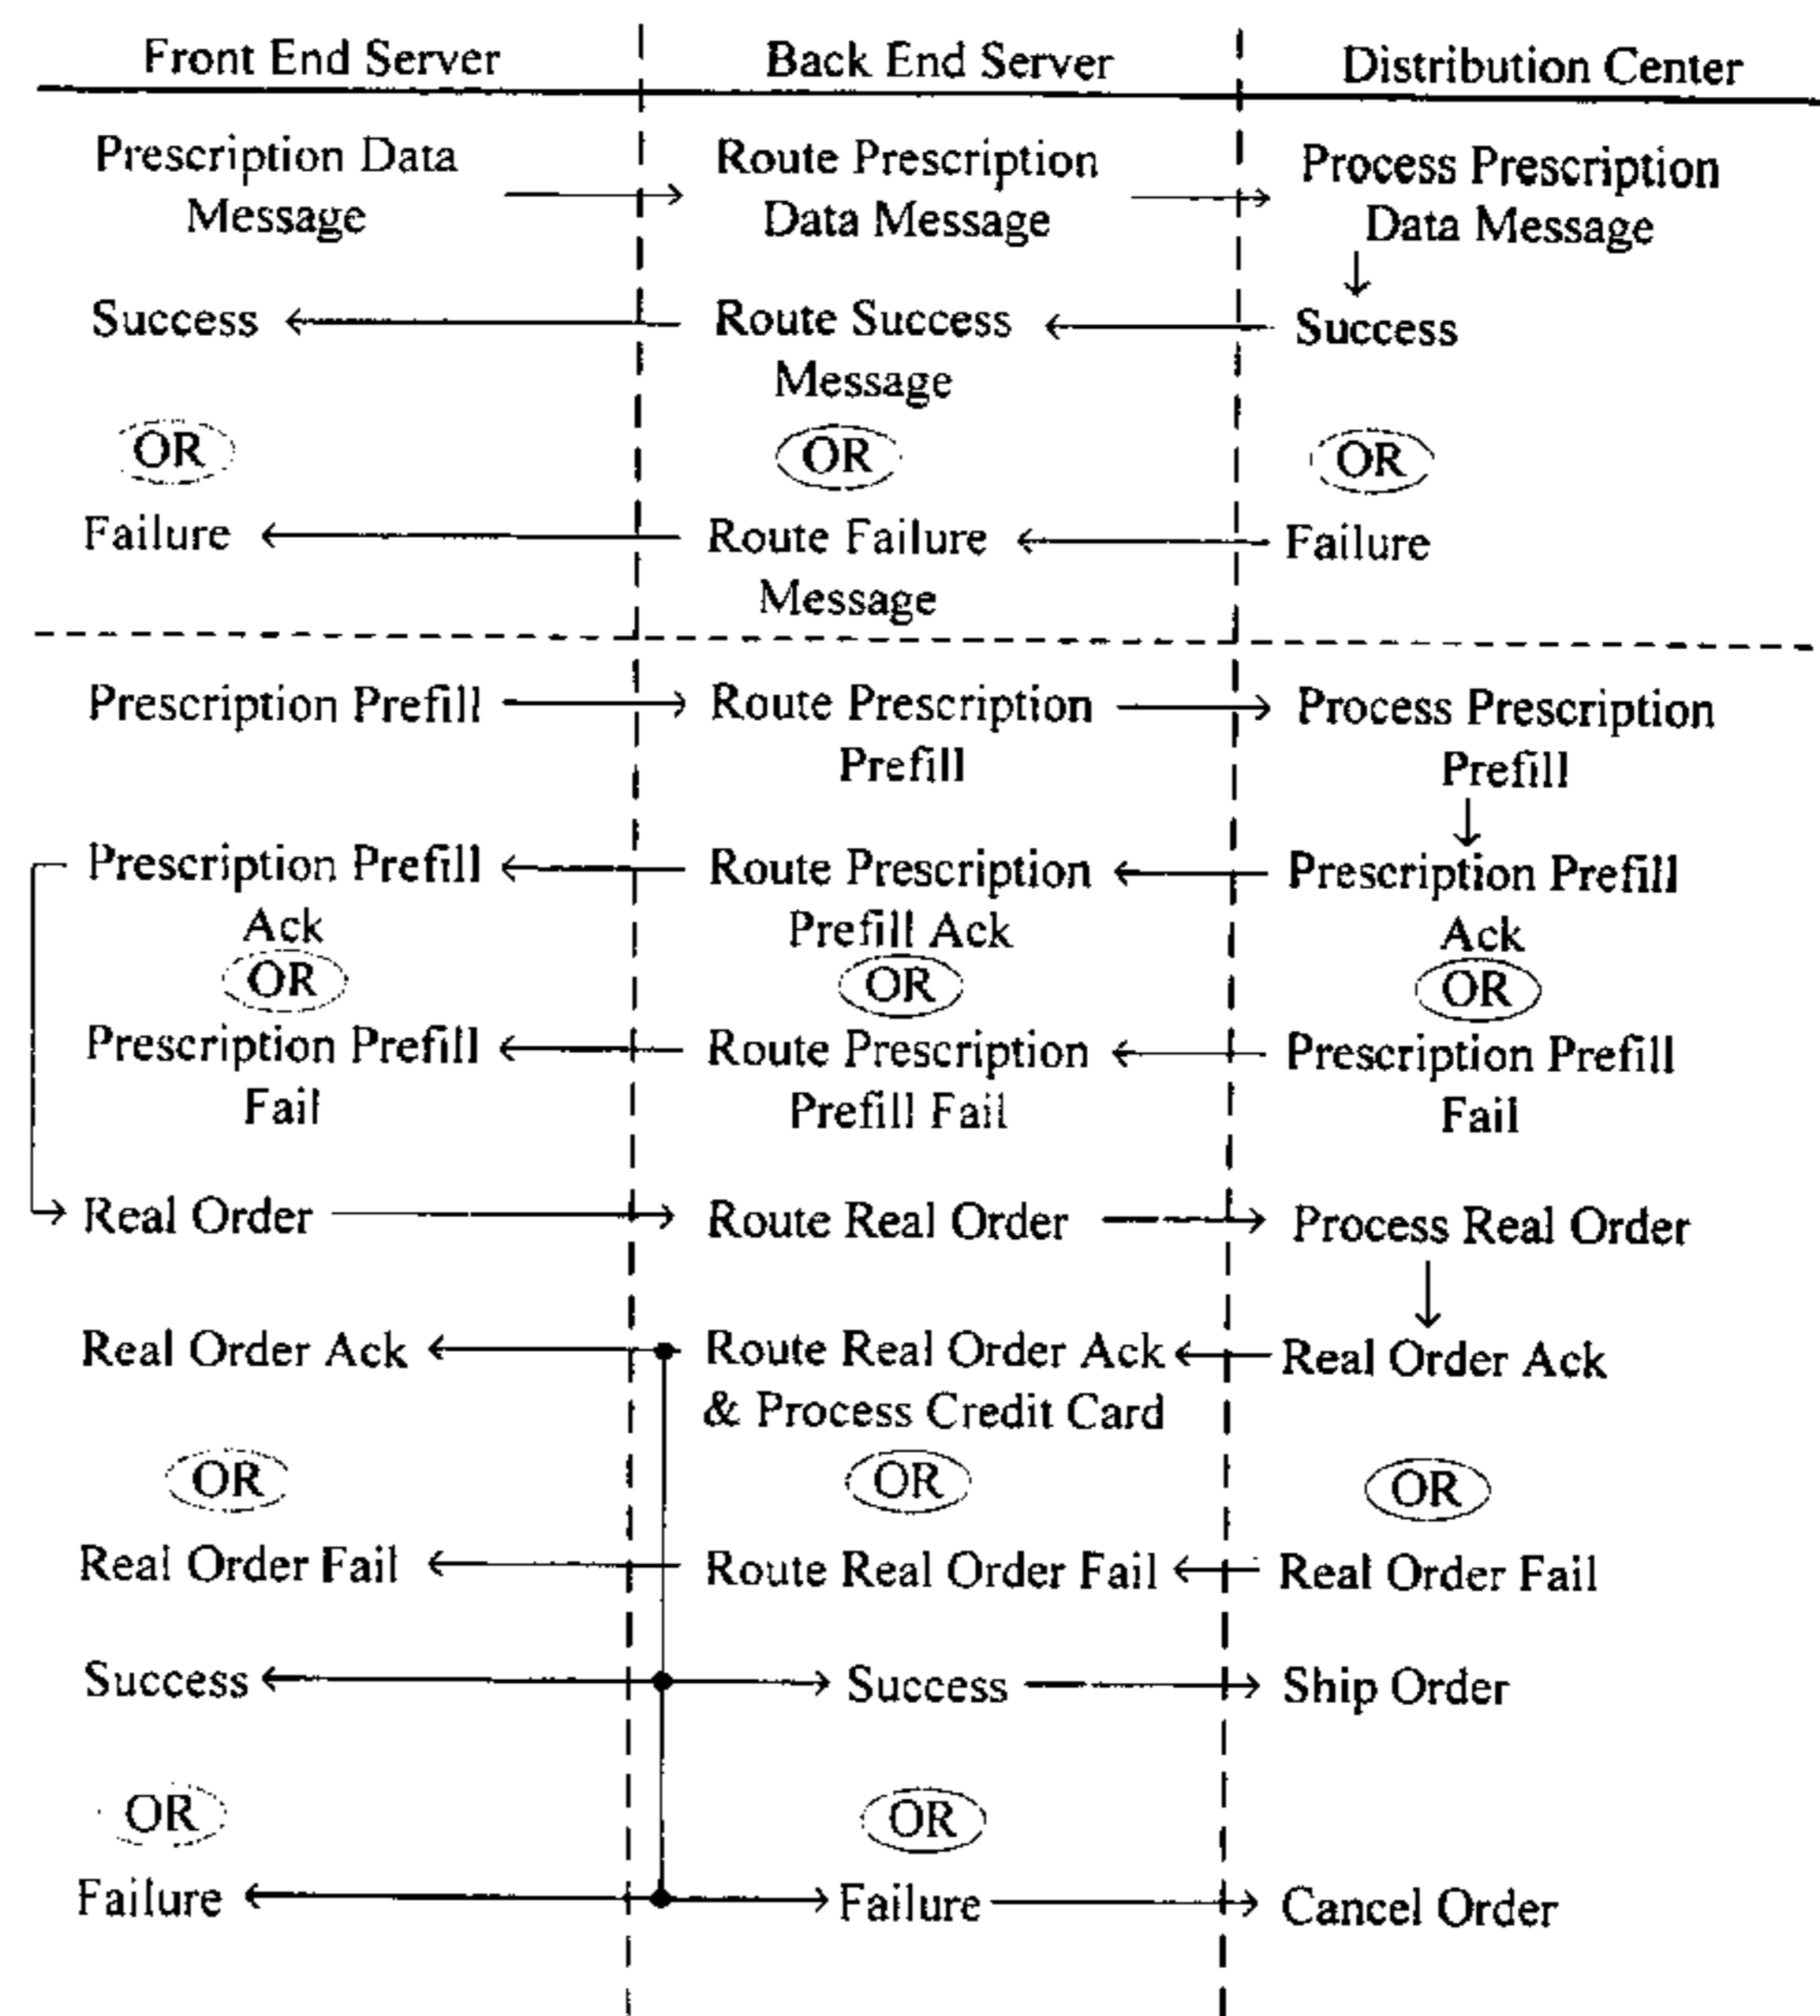 Front End Server
Back End Server
Distribution Center
Prescription Data
Message
Route Prescription
Data Message
Process Prescription
Data Message
Success
Route Success
Message
Success
OR
OR
OR
Failure
Route Failure
Message
Failure
Prescription Prefill
Route Prescription
Prefill
Process Prescription
Prefill
Prescription Prefill
Ack
Route Prescription
Prefill Ack
Prescription Prefill
Ack
OR
OR
OR
Prescription Prefill
Fail
Route Prescription
Prefill Fail
Prescription Prefill
Fail
Real Order
Route Real Order
Process Real Order
Real Order Ack
Route Real Order Ack
& Process Credit Card
Real Order Ack
OR
OR
OR
Real Order Fail
Route Real Order Fail
Real Order Fail
Success
Success
Ship Order
OR
OR
Failure
Failure
Cancel Order